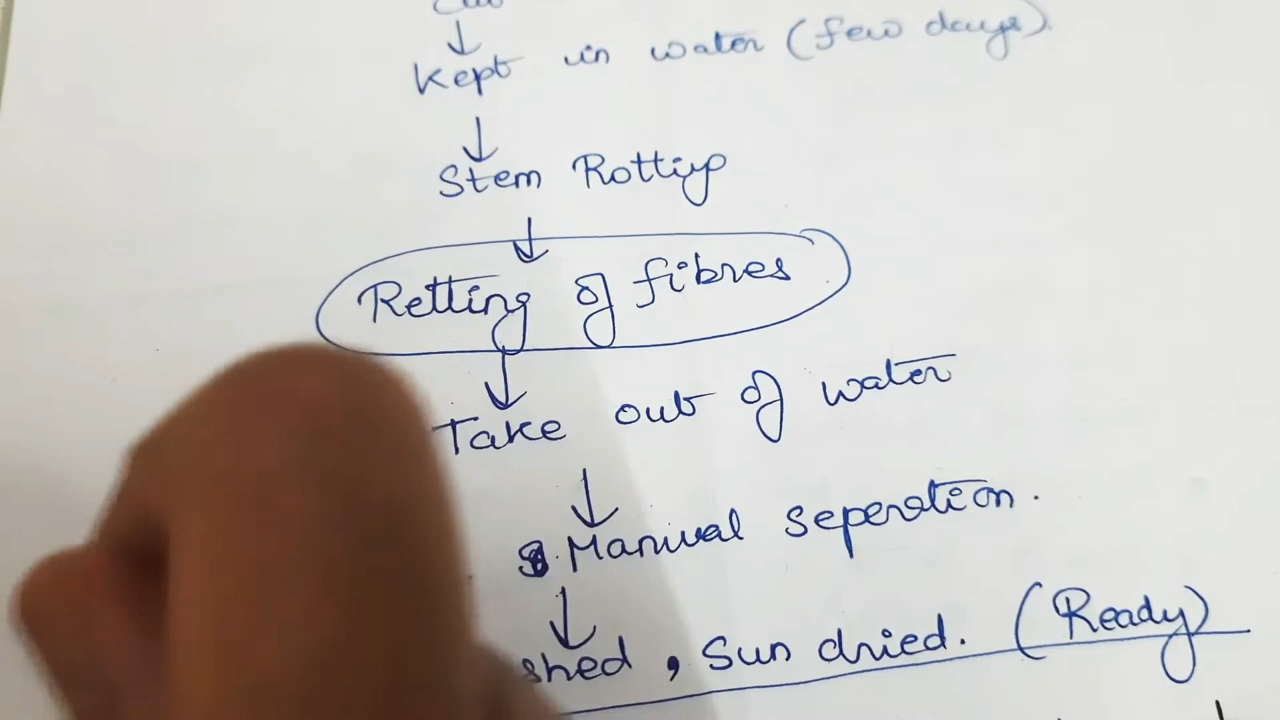 Kept in water (few days)
Stem Rotting
Retting of fibres
Take out of water
Manual seperation.
shed, Sun dried. (Ready)